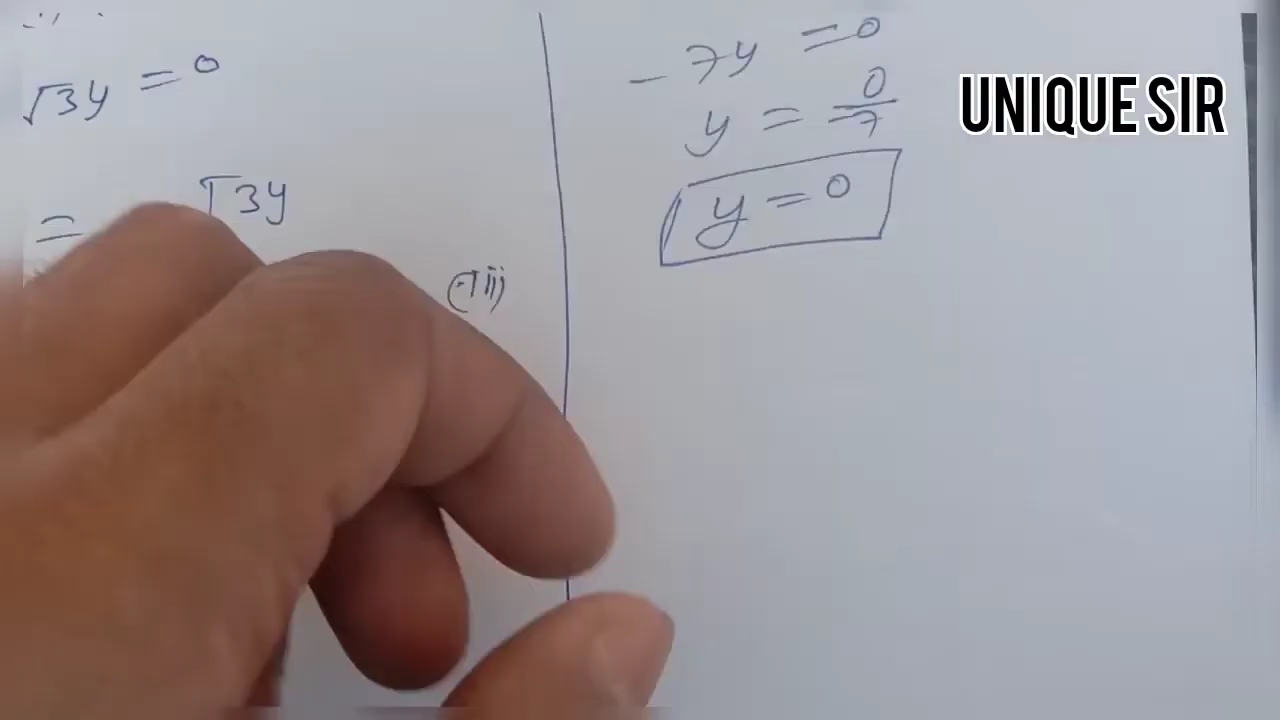 √3y = 0
= √3y
(iii)
- 7y = 0
y = 0/-7
y = 0
UNIQUE SIR